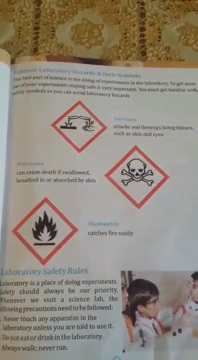 Common Laboratory Hazards & their Symbols
The best part of science is the doing of experiments in the laboratory. To get most
out of your experiments staying safe is very important. You must get familiar with
safety symbols so you can avoid laboratory hazards.
Corrosive
attacks and destroys living tissues,
such as skin and eyes
Poisonous
can cause death if swallowed,
breathed in or absorbed by skin
Flammable
catches fire easily
Laboratory Safety Rules
Laboratory is a place of doing experiments.
Safety should always be our priority.
Whenever we visit a science lab, the
following precautions need to be followed:
Never touch any apparatus in the
laboratory unless you are told to use it.
Do not eat or drink in the laboratory.
Always walk; never run.